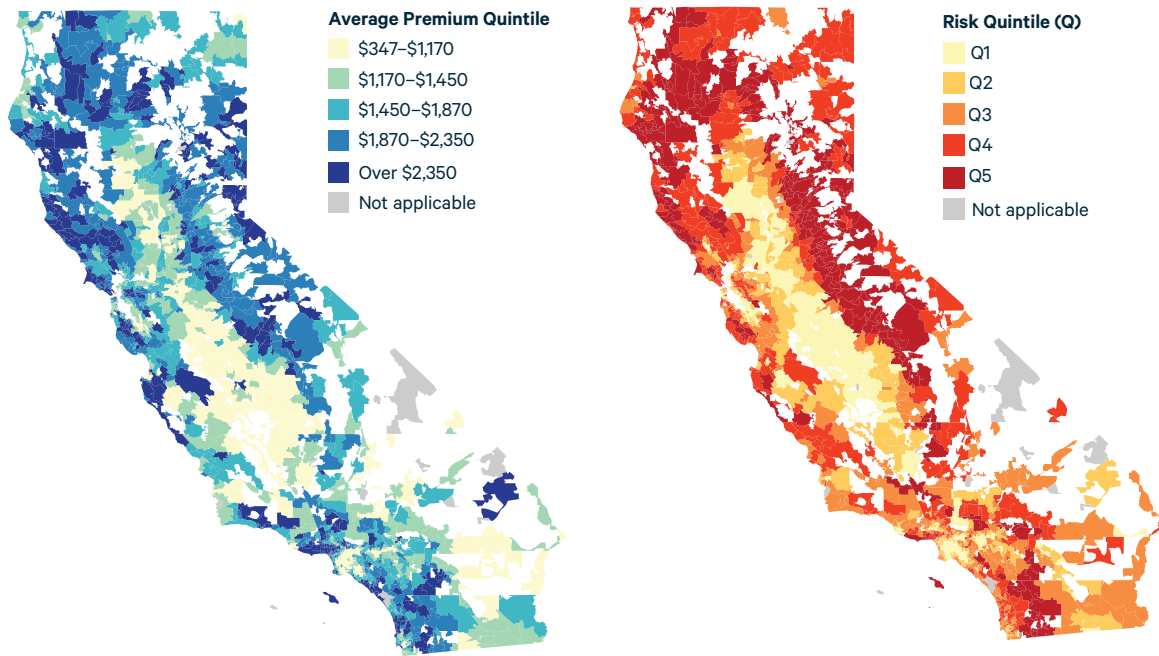 Average Premium Quintile
$347–$1,170
$1,170–$1,450
$1,450–$1,870
$1,870–$2,350
Over $2,350
Not applicable
Risk Quintile (Q)
Q1
Q2
Q3
Q4
Q5
Not applicable